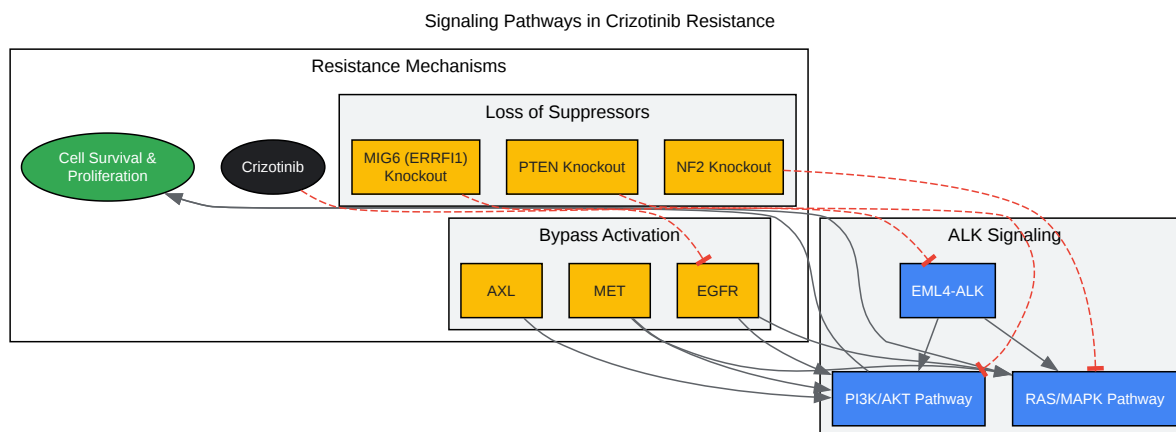 Signaling Pathways in Crizotinib Resistance
Resistance Mechanisms
Loss of Suppressors
Cell Survival &
Proliferation
Crizotinib
MIG6 (ERRFI1)
Knockout
PTEN Knockout
NF2 Knockout
Bypass Activation
ALK Signaling
AXL
MET
EGFR
EML4-ALK
PI3K/AKT Pathway
RAS/MAPK Pathway